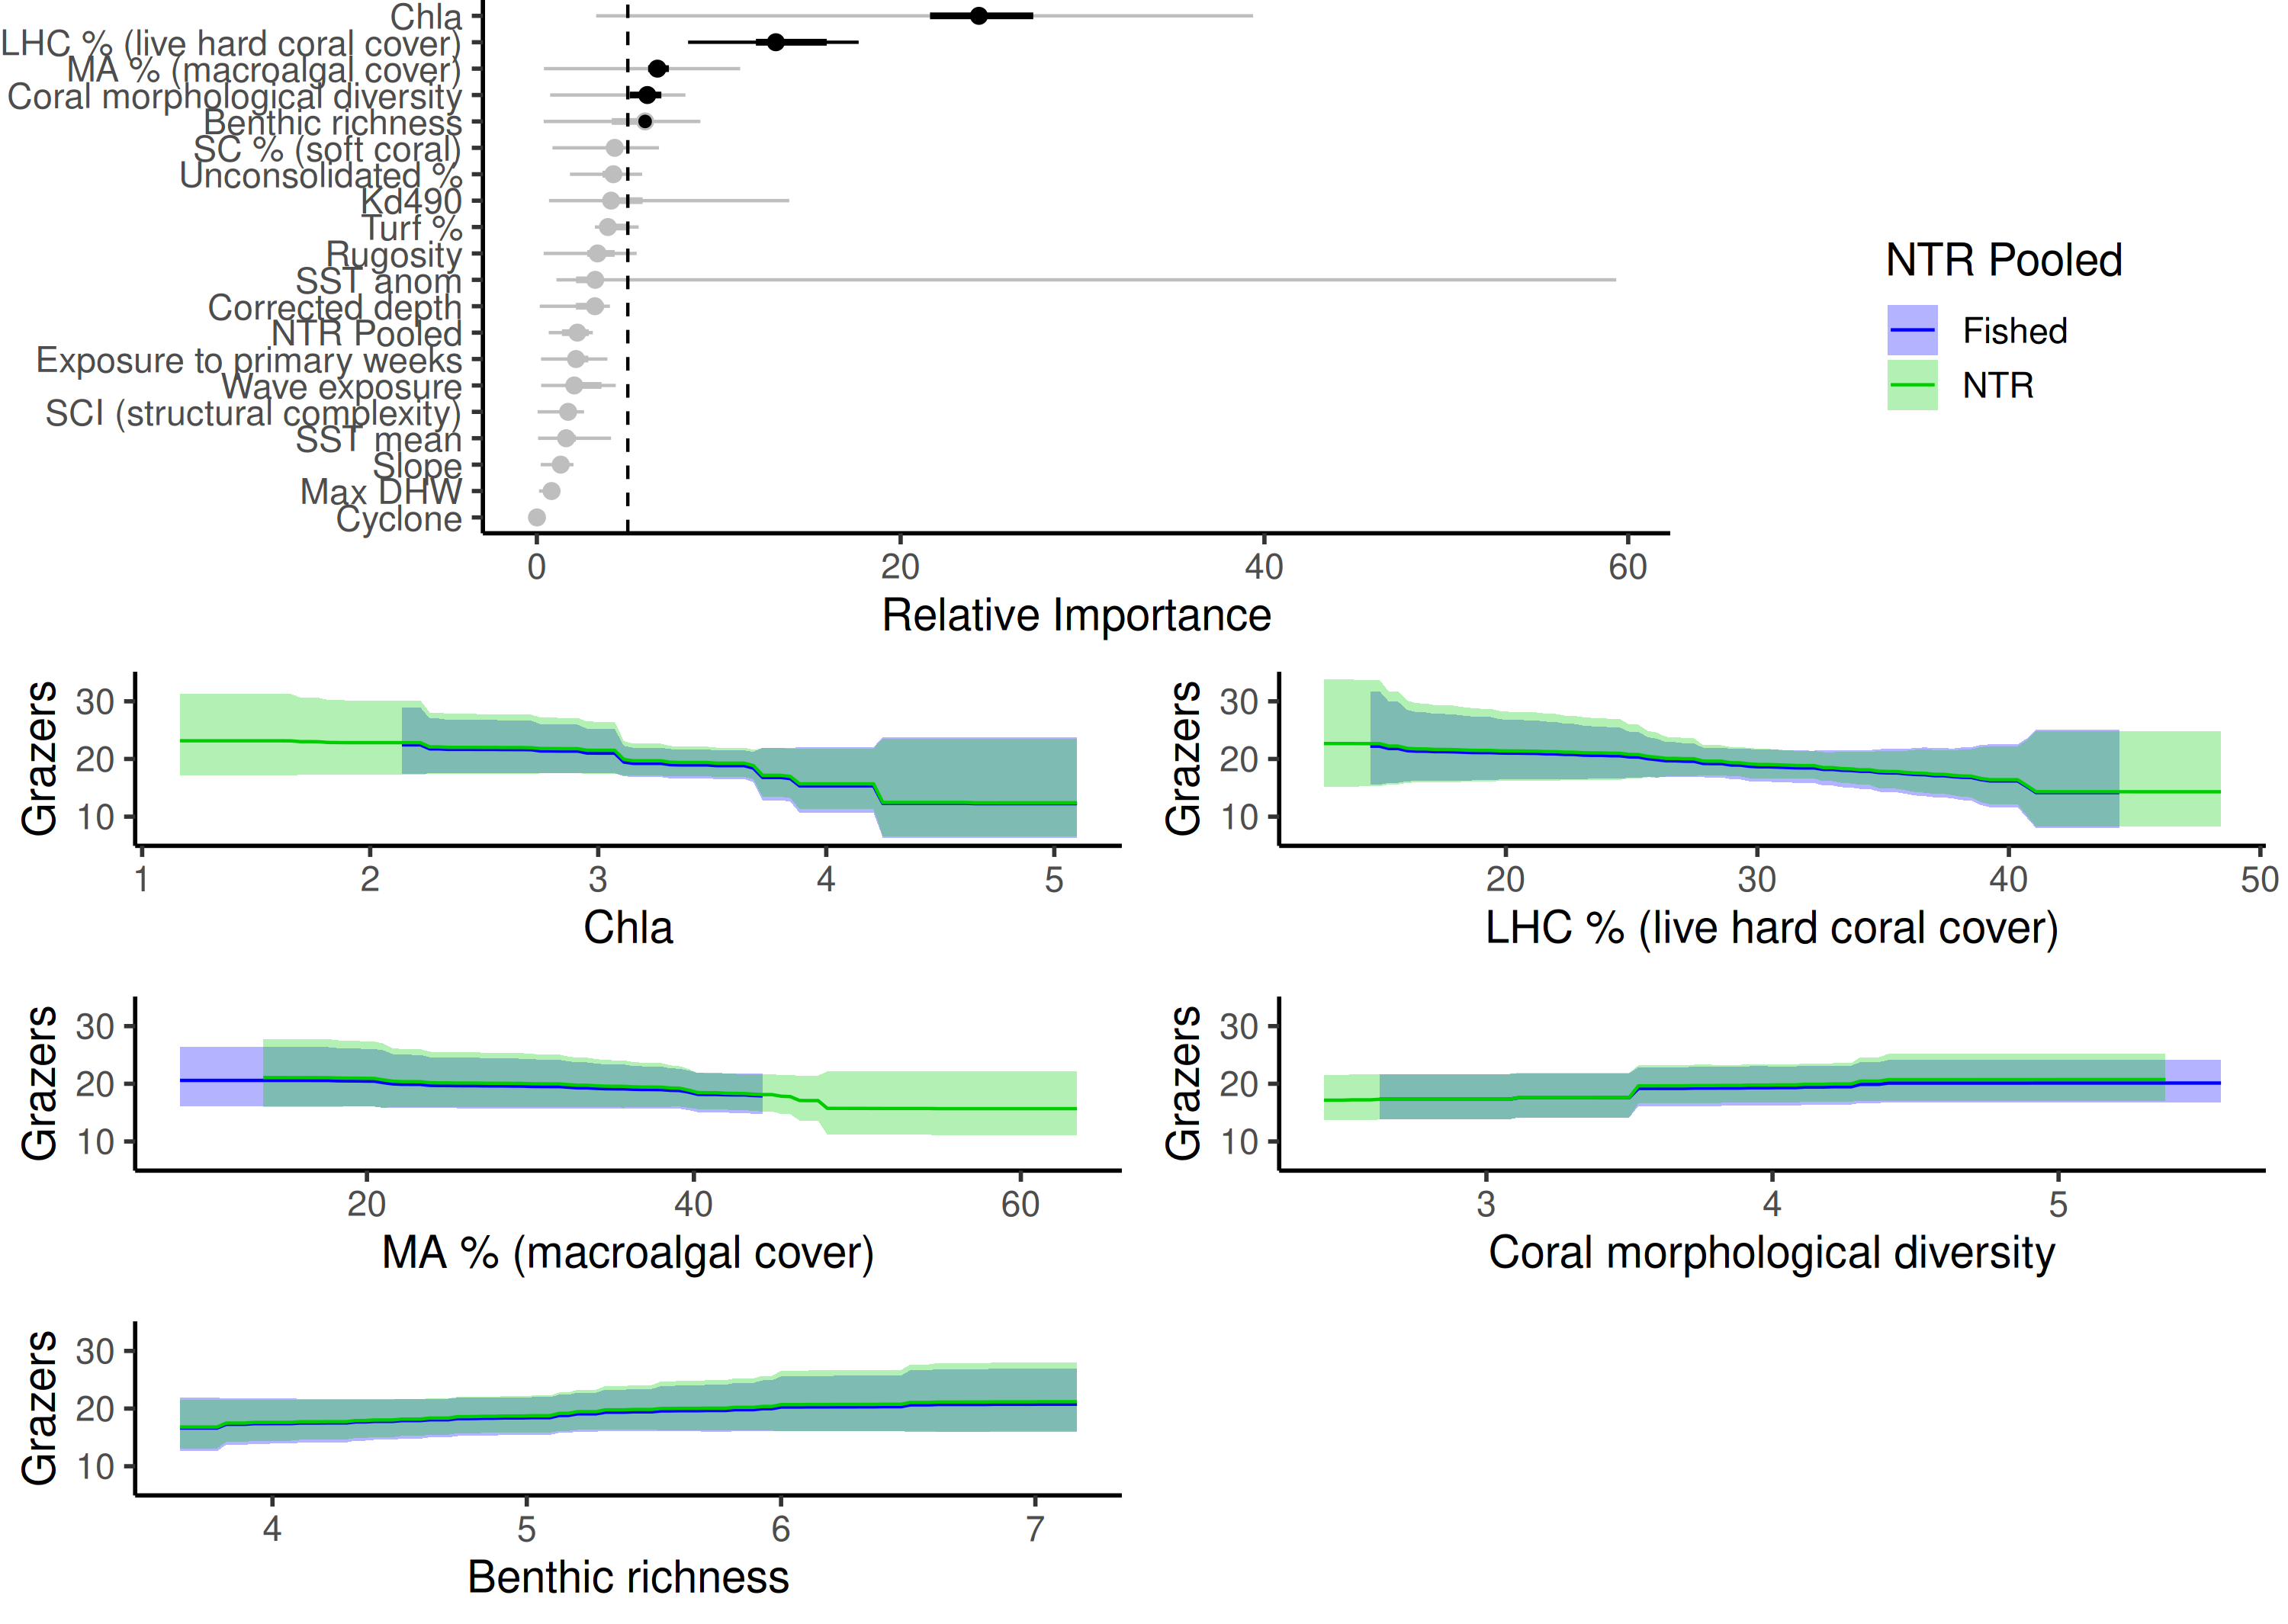 Chla
LHC % (live hard coral cover)
MA % (macroalgal cover)
Coral morphological diversity
Benthic richness
SC % (soft coral)
Unconsolidated %
Kd490
Turf %
Rugosity
SST anom
Corrected depth
NTR Pooled
Exposure to primary weeks
Wave exposure
SCI (structural complexity)
SST mean
Slope
Max DHW
Cyclone
0 20 40 60
Relative Importance
NTR Pooled
Fished
NTR
Grazers
30
20
10
1 2 3 4 5
Chla
Grazers
30
20
10
20 30 40 50
LHC % (live hard coral cover)
Grazers
30
20
10
20 40 60
MA % (macroalgal cover)
Grazers
30
20
10
3 4 5
Coral morphological diversity
Grazers
30
20
10
4 5 6 7
Benthic richness